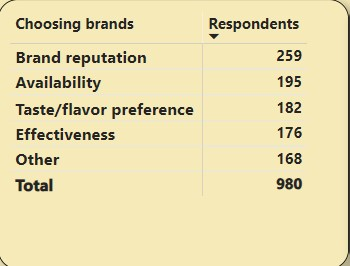 Choosing brands Respondents
Brand reputation 259
Availability 195
Taste/flavor preference 182
Effectiveness 176
Other 168
Total 980